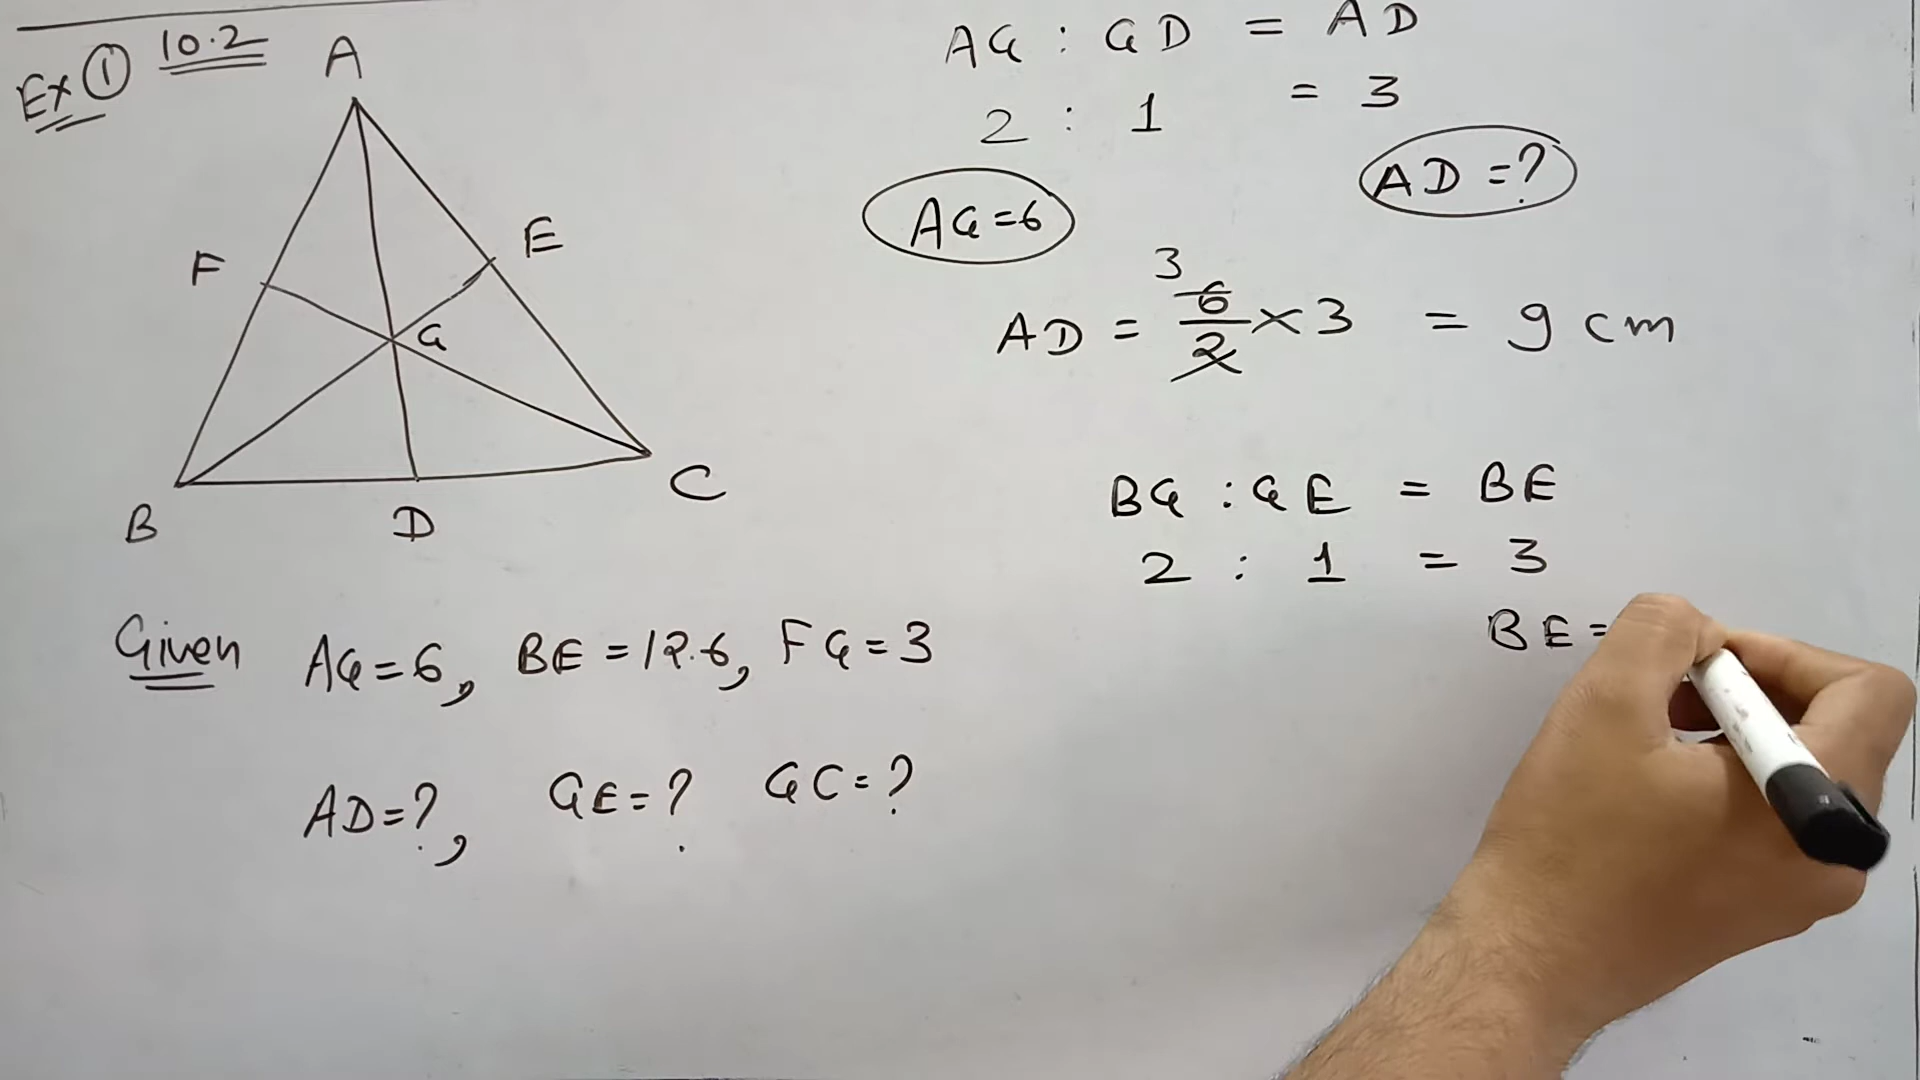 Ex ① 10.2
A
F
E
G
B
D
C
Given AG=6, BE=12.6, FG=3
AD=?, GE=? GC=?
AG : GD = AD
2 : 1 = 3
AG=6 AD=?
3
AD = 6/2 × 3 = 9 cm
BG : GE = BE
2 : 1 = 3
BE=